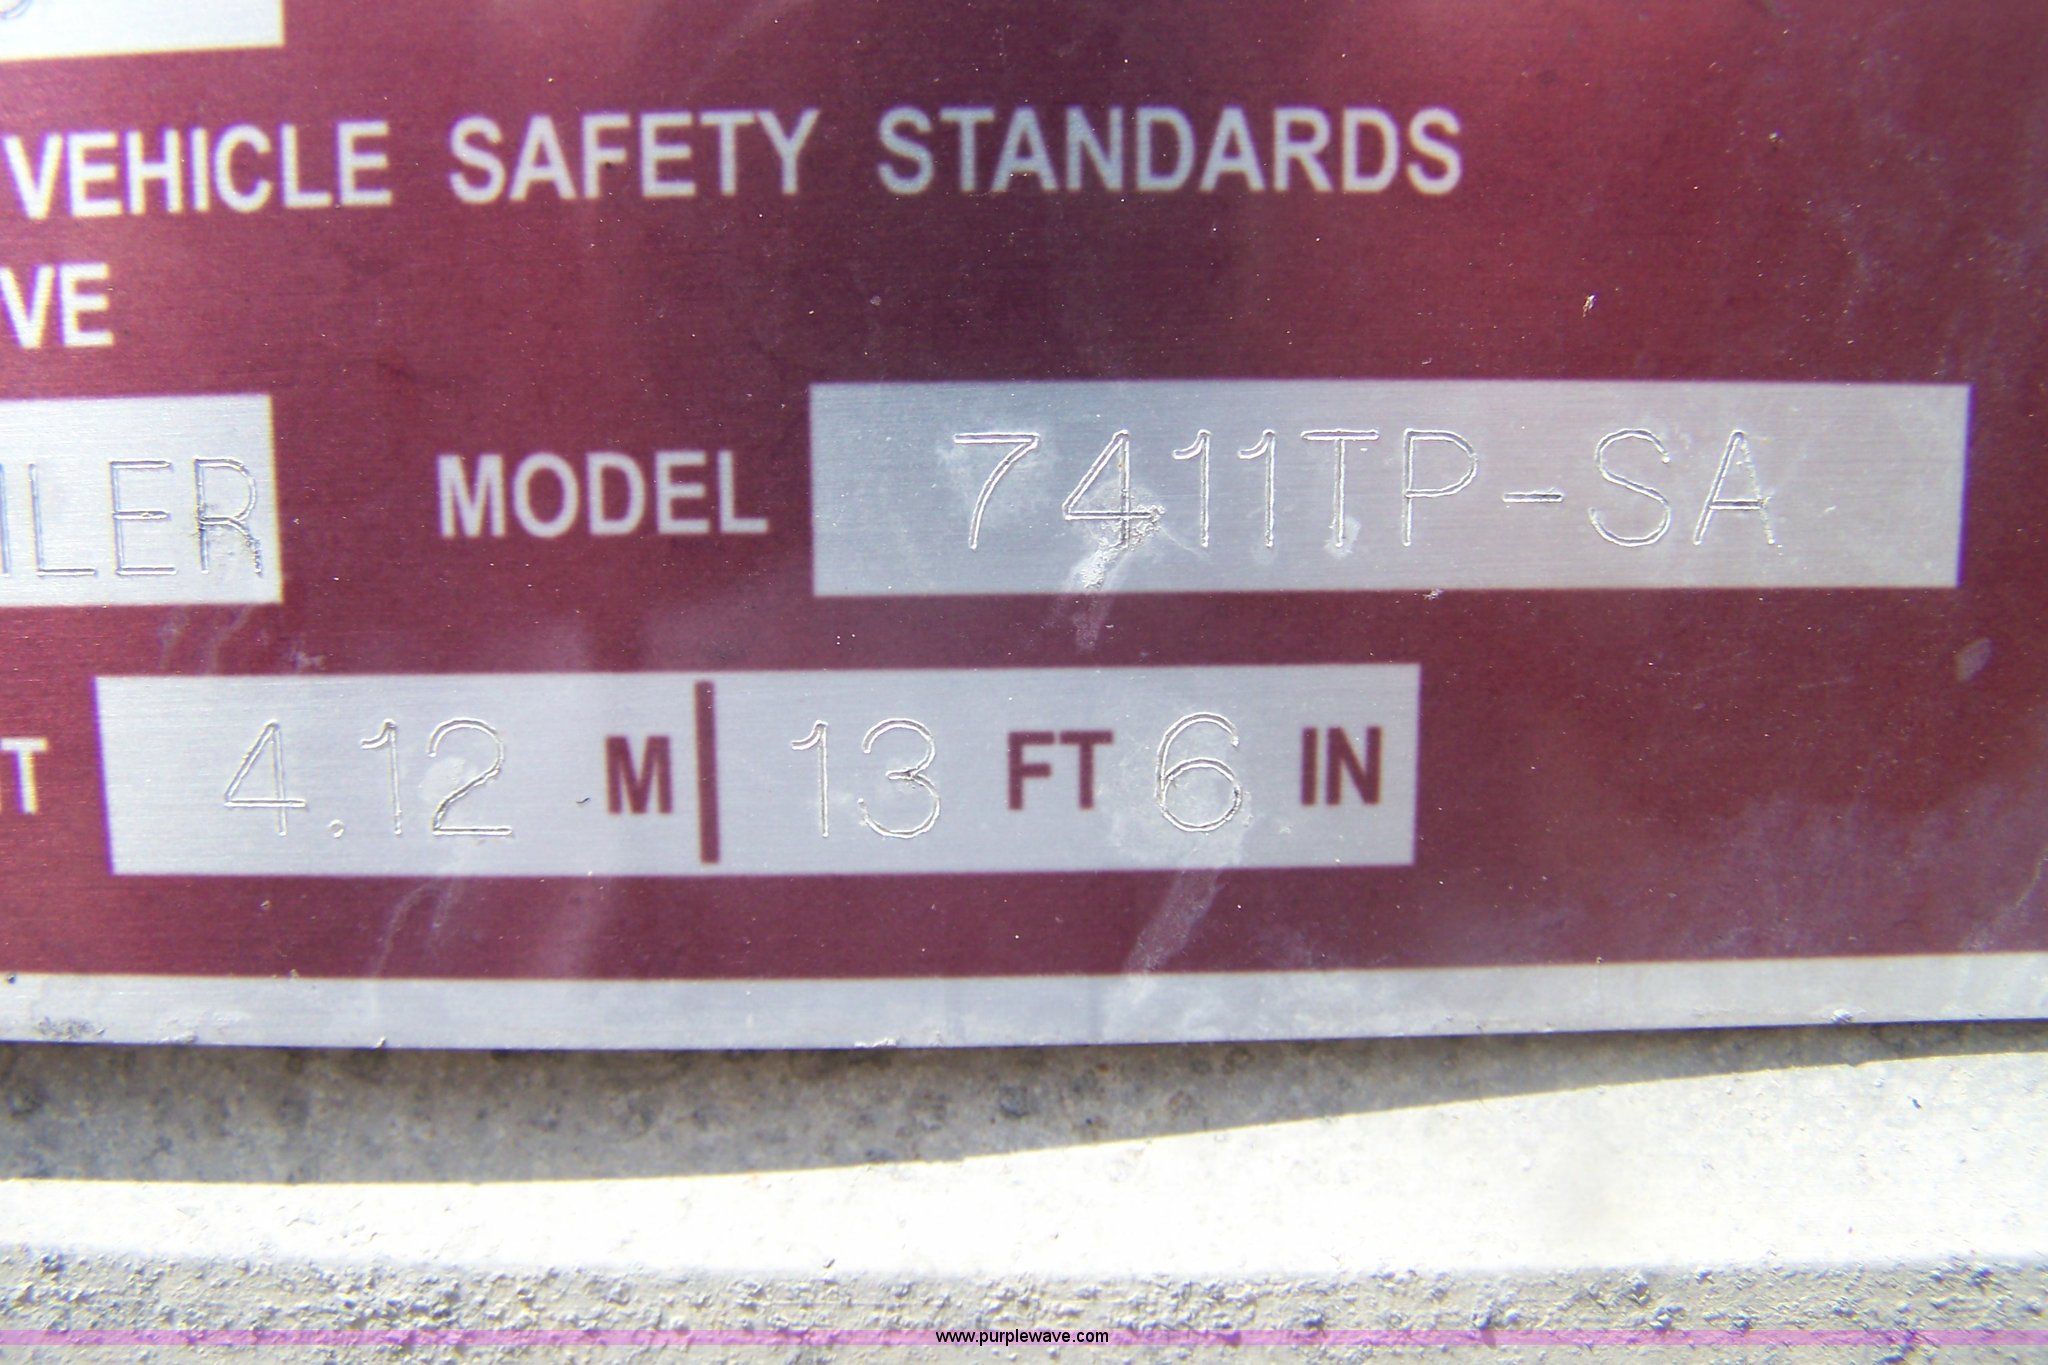 VEHICLE SAFETY STANDARDS
VE
ILER MODEL 7411TP-SA
T 4.12 M 13 FT 6 IN
www.purplewave.com